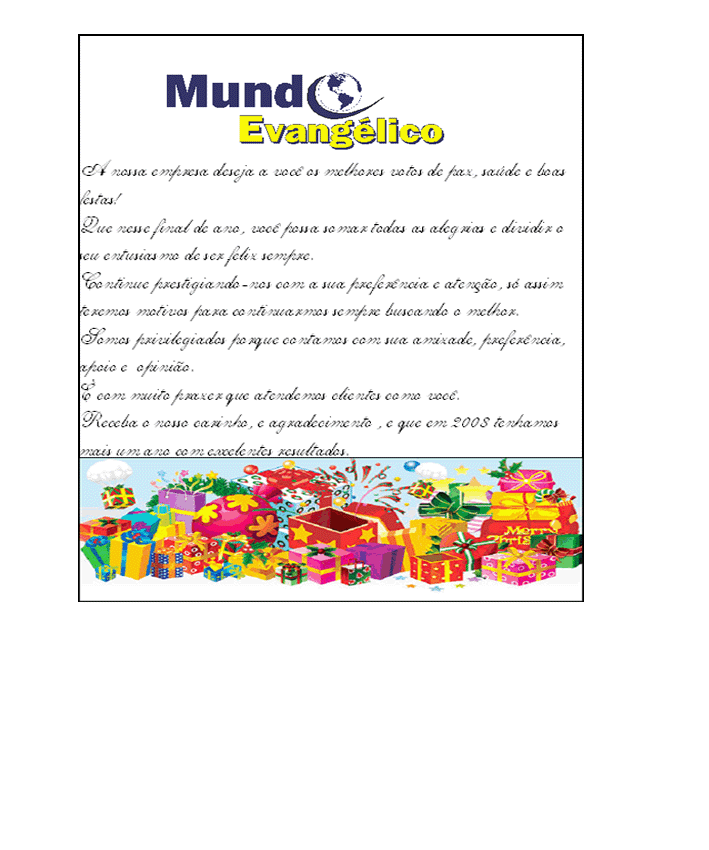 Mundo
Evangélico
A nossa empresa deseja a você os melhores votos de paz, saúde e boas
festas!
Que nesse final de ano, você possa somar todas as alegrias e dividir o
seu entusiasmo de ser feliz sempre.
Continue prestigiando-nos com a sua preferência e atenção, só assim
teremos motivos para continuarmos sempre buscando o melhor.
Somos privilegiados porque contamos com sua amizade, preferência,
apoio e opinião.
É com muito prazer que atendemos clientes como você.
Receba o nosso carinho, e agradecimento , e que em 2008 tenhamos
mais um ano com excelentes resultados.
Merry